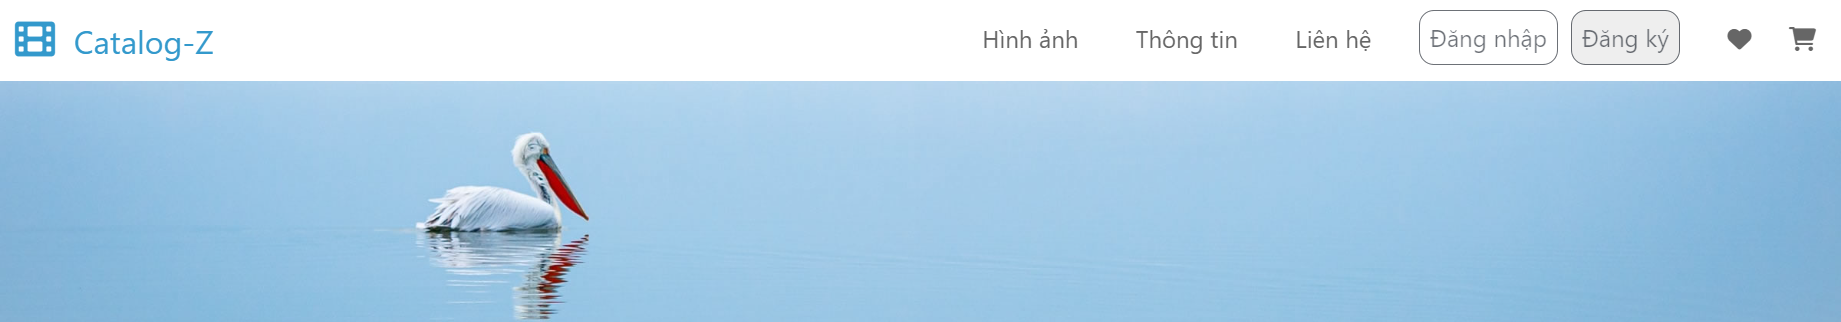 Catalog-Z Hình ảnh Thông tin Liên hệ Đăng nhập Đăng ký